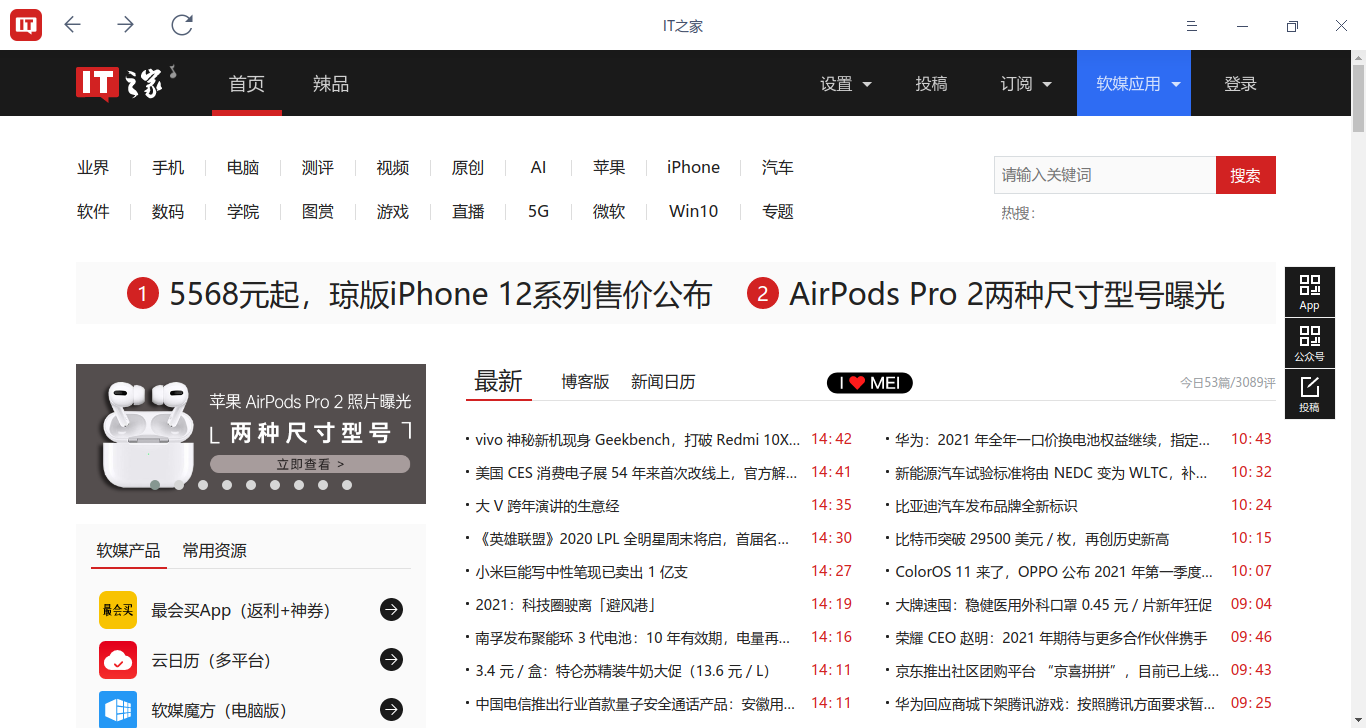 IT之家
IT之家 首页 辣品 设置 投稿 订阅 软媒应用 登录
业界 手机 电脑 测评 视频 原创 AI 苹果 iPhone 汽车
请输入关键词 搜索
软件 数码 学院 图赏 游戏 直播 5G 微软 Win10 专题
热搜：
1 5568元起，琼版iPhone 12系列售价公布 2 AirPods Pro 2两种尺寸型号曝光
App
公众号
投稿
苹果 AirPods Pro 2 照片曝光
两种尺寸型号
立即查看 >
软媒产品 常用资源
最会买 最会买App（返利+神券）
云日历（多平台）
软媒魔方（电脑版）
最新 博客版 新闻日历 I ❤ MEI 今日53篇/3089评
· vivo 神秘新机现身 Geekbench，打破 Redmi 10X... 14:42
· 美国 CES 消费电子展 54 年来首次改线上，官方解... 14:41
· 大 V 跨年演讲的生意经 14:35
· 《英雄联盟》2020 LPL 全明星周末将启，首届名... 14:30
· 小米巨能写中性笔现已卖出 1 亿支 14:27
· 2021：科技圈驶离「避风港」 14:19
· 南孚发布聚能环 3 代电池：10 年有效期，电量再... 14:16
· 3.4 元 / 盒：特仑苏精装牛奶大促（13.6 元 / L） 14:11
· 中国电信推出行业首款量子安全通话产品：安徽用... 14:11
· 华为：2021 年全年一口价换电池权益继续，指定... 10:43
· 新能源汽车试验标准将由 NEDC 变为 WLTC，补... 10:32
· 比亚迪汽车发布品牌全新标识 10:24
· 比特币突破 29500 美元 / 枚，再创历史新高 10:15
· ColorOS 11 来了，OPPO 公布 2021 年第一季度... 10:07
· 大牌速囤：稳健医用外科口罩 0.45 元 / 片新年狂促 09:04
· 荣耀 CEO 赵明：2021 年期待与更多合作伙伴携手 09:46
· 京东推出社区团购平台 “京喜拼拼”，目前已上线... 09:43
· 华为回应商城下架腾讯游戏：按照腾讯方面要求暂... 09:25